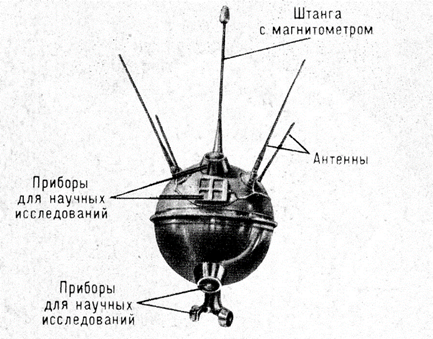 Штанга
с магнитометром
Антенны
Приборы
для научных
исследований
Приборы
для научных
исследований